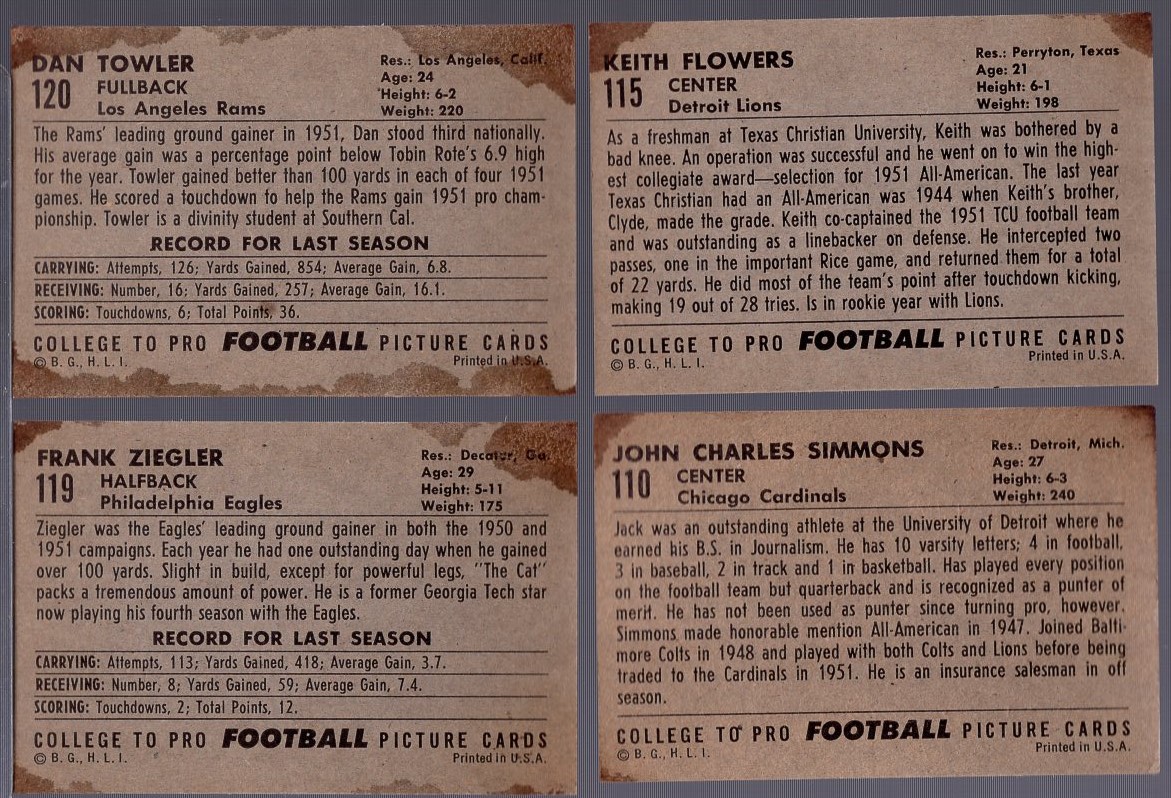 DAN TOWLER
120
FULLBACK
Los Angeles Rams
Res.: Los Angeles, Calif.
Age: 24
Height: 6-2
Weight: 220
The Rams' leading ground gainer in 1951, Dan stood third nationally.
His average gain was a percentage point below Tobin Rote's 6.9 high
for the year. Towler gained better than 100 yards in each of four 1951
games. He scored a touchdown to help the Rams gain 1951 pro cham-
pionship. Towler is a divinity student at Southern Cal.
RECORD FOR LAST SEASON
CARRYING: Attempts, 126; Yards Gained, 854; Average Gain, 6.8.
RECEIVING: Number, 16; Yards Gained, 257; Average Gain, 16.1.
SCORING: Touchdowns, 6; Total Points, 36.
COLLEGE TO PRO FOOTBALL PICTURE CARDS
© B. G., H. L. I. Printed in U.S.A.
KEITH FLOWERS
115
CENTER
Detroit Lions
Res.: Perryton, Texas
Age: 21
Height: 6-1
Weight: 198
As a freshman at Texas Christian University, Keith was bothered by a
bad knee. An operation was successful and he went on to win the high-
est collegiate award—selection for 1951 All-American. The last year
Texas Christian had an All-American was 1944 when Keith's brother,
Clyde, made the grade. Keith co-captained the 1951 TCU football team
and was outstanding as a linebacker on defense. He intercepted two
passes, one in the important Rice game, and returned them for a total
of 22 yards. He did most of the team's point after touchdown kicking,
making 19 out of 28 tries. Is in rookie year with Lions.
COLLEGE TO PRO FOOTBALL PICTURE CARDS
© B. G., H. L. I. Printed in U.S.A.
FRANK ZIEGLER
119
HALFBACK
Philadelphia Eagles
Res.: Decatur, Ga.
Age: 29
Height: 5-11
Weight: 175
Ziegler was the Eagles' leading ground gainer in both the 1950 and
1951 campaigns. Each year he had one outstanding day when he gained
over 100 yards. Slight in build, except for powerful legs, "The Cat"
packs a tremendous amount of power. He is a former Georgia Tech star
now playing his fourth season with the Eagles.
RECORD FOR LAST SEASON
CARRYING: Attempts, 113; Yards Gained, 418; Average Gain, 3.7.
RECEIVING: Number, 8; Yards Gained, 59; Average Gain, 7.4.
SCORING: Touchdowns, 2; Total Points, 12.
COLLEGE TO PRO FOOTBALL PICTURE CARDS
© B. G., H. L. I. Printed in U.S.A.
JOHN CHARLES SIMMONS
110
CENTER
Chicago Cardinals
Res.: Detroit, Mich.
Age: 27
Height: 6-3
Weight: 240
Jack was an outstanding athlete at the University of Detroit where he
earned his B.S. in Journalism. He has 10 varsity letters; 4 in football,
3 in baseball, 2 in track and 1 in basketball. Has played every position
on the football team but quarterback and is recognized as a punter of
merit. He has not been used as punter since turning pro, however.
Simmons made honorable mention All-American in 1947. Joined Balti-
more Colts in 1948 and played with both Colts and Lions before being
traded to the Cardinals in 1951. He is an insurance salesman in off
season.
COLLEGE TO PRO FOOTBALL PICTURE CARDS
© B. G., H. L. I. Printed in U.S.A.